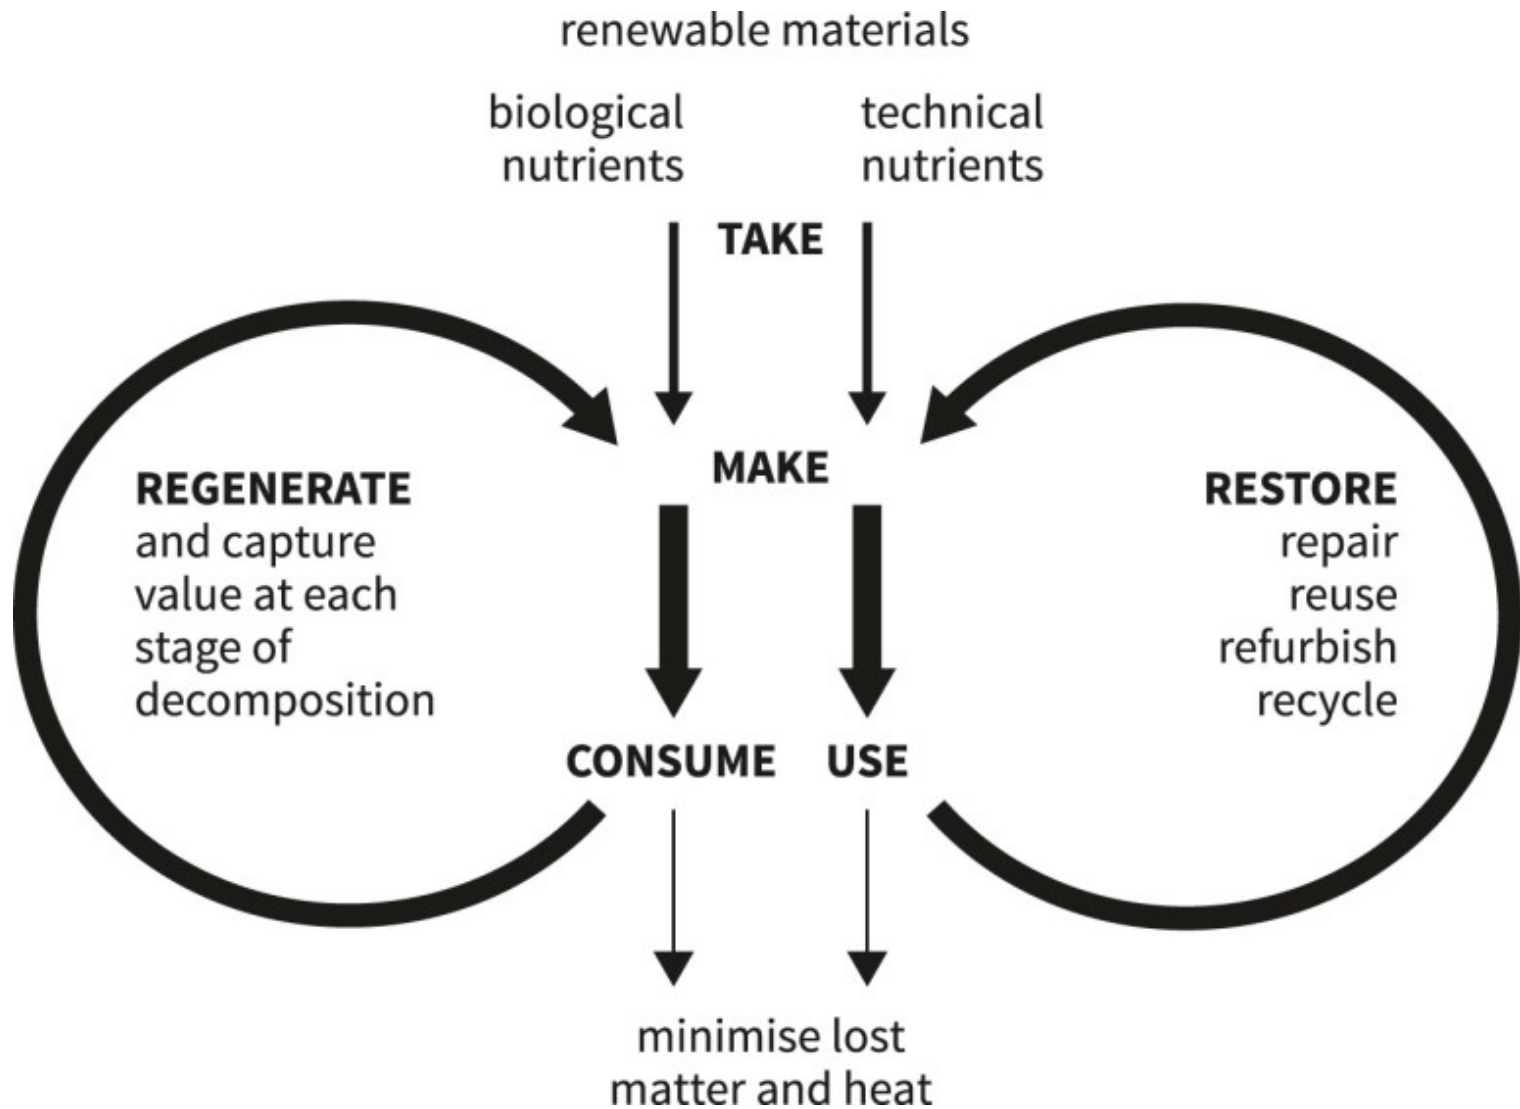 renewable materials
biological
nutrients
technical
nutrients
TAKE
MAKE
REGENERATE
and capture
value at each
stage of
decomposition
RESTORE
repair
reuse
refurbish
recycle
CONSUME
USE
minimise lost
matter and heat